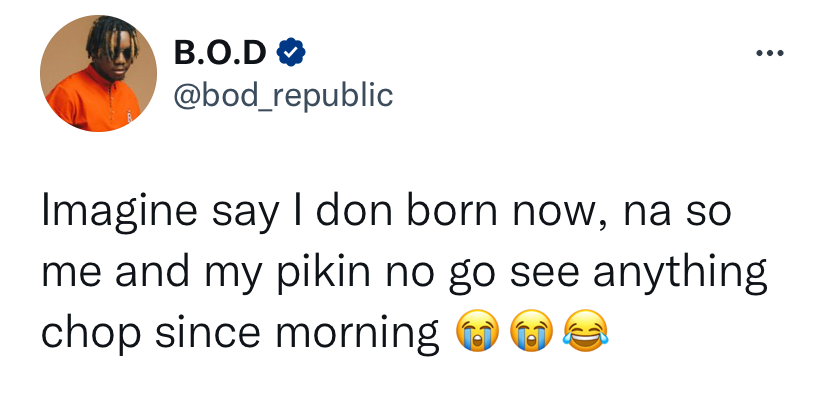 B.O.D
@bod_republic
Imagine say I don born now, na so
me and my pikin no go see anything
chop since morning 😭😭😂